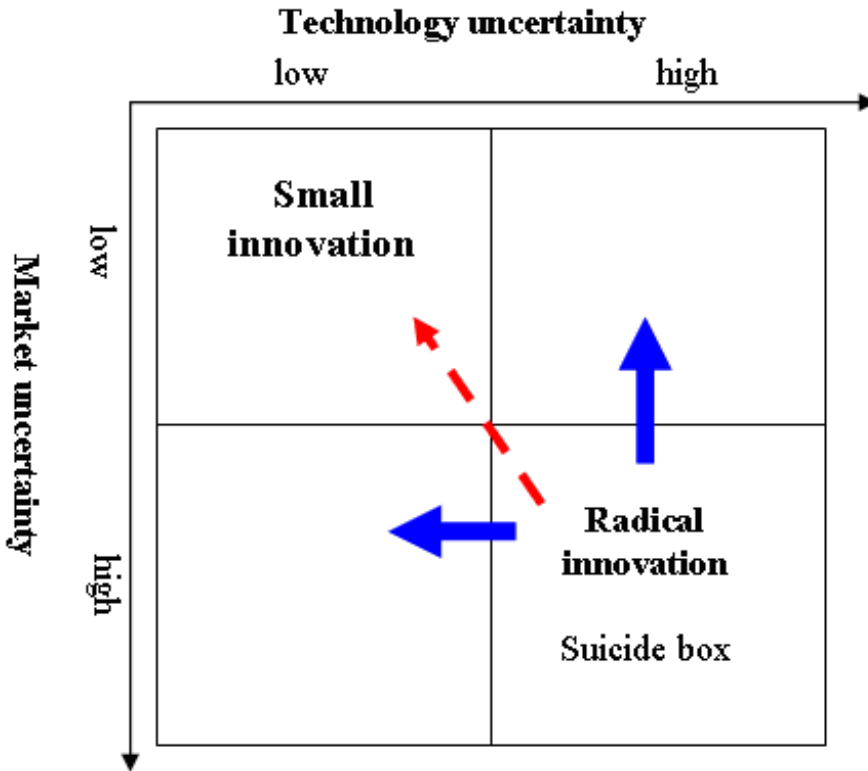 Technology uncertainty
low
high
Market uncertainty
low
high
Small
innovation
Radical
innovation
Suicide box